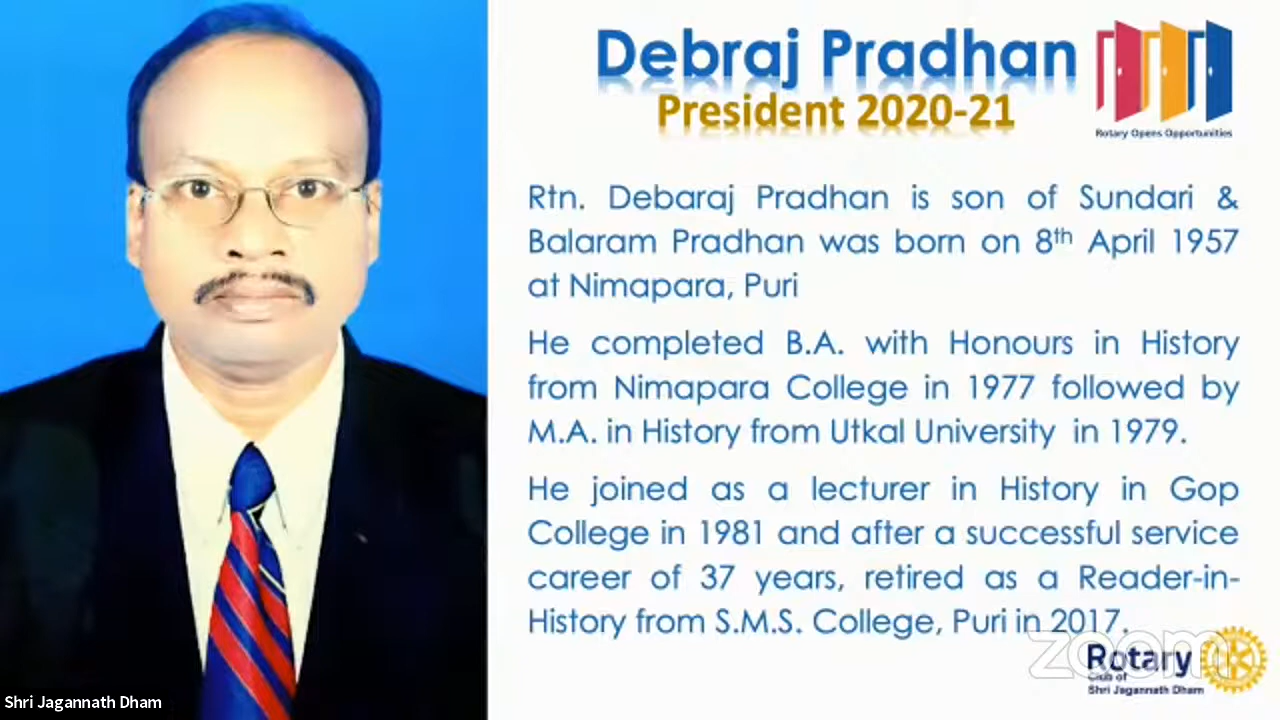 Debraj Pradhan
President 2020-21
Rotary Opens Opportunities
Rtn. Debaraj Pradhan is son of Sundari &
Balaram Pradhan was born on 8th April 1957
at Nimapara, Puri
He completed B.A. with Honours in History
from Nimapara College in 1977 followed by
M.A. in History from Utkal University in 1979.
He joined as a lecturer in History in Gop
College in 1981 and after a successful service
career of 37 years, retired as a Reader-in-
History from S.M.S. College, Puri in 2017.
zoom
Rotary
Club of
Shri Jagannath Dham
Shri Jagannath Dham